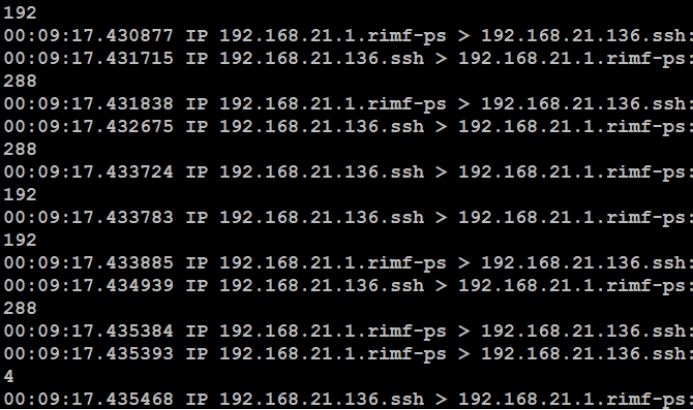 192
00:09:17.430877 IP 192.168.21.1.rimf-ps > 192.168.21.136.ssh:
00:09:17.431715 IP 192.168.21.136.ssh > 192.168.21.1.rimf-ps:
288
00:09:17.431838 IP 192.168.21.1.rimf-ps > 192.168.21.136.ssh:
00:09:17.432675 IP 192.168.21.136.ssh > 192.168.21.1.rimf-ps:
288
00:09:17.433724 IP 192.168.21.136.ssh > 192.168.21.1.rimf-ps:
192
00:09:17.433783 IP 192.168.21.136.ssh > 192.168.21.1.rimf-ps:
192
00:09:17.433885 IP 192.168.21.1.rimf-ps > 192.168.21.136.ssh:
00:09:17.434939 IP 192.168.21.136.ssh > 192.168.21.1.rimf-ps:
288
00:09:17.435384 IP 192.168.21.1.rimf-ps > 192.168.21.136.ssh:
00:09:17.435393 IP 192.168.21.1.rimf-ps > 192.168.21.136.ssh:
4
00:09:17.435468 IP 192.168.21.136.ssh > 192.168.21.1.rimf-ps: